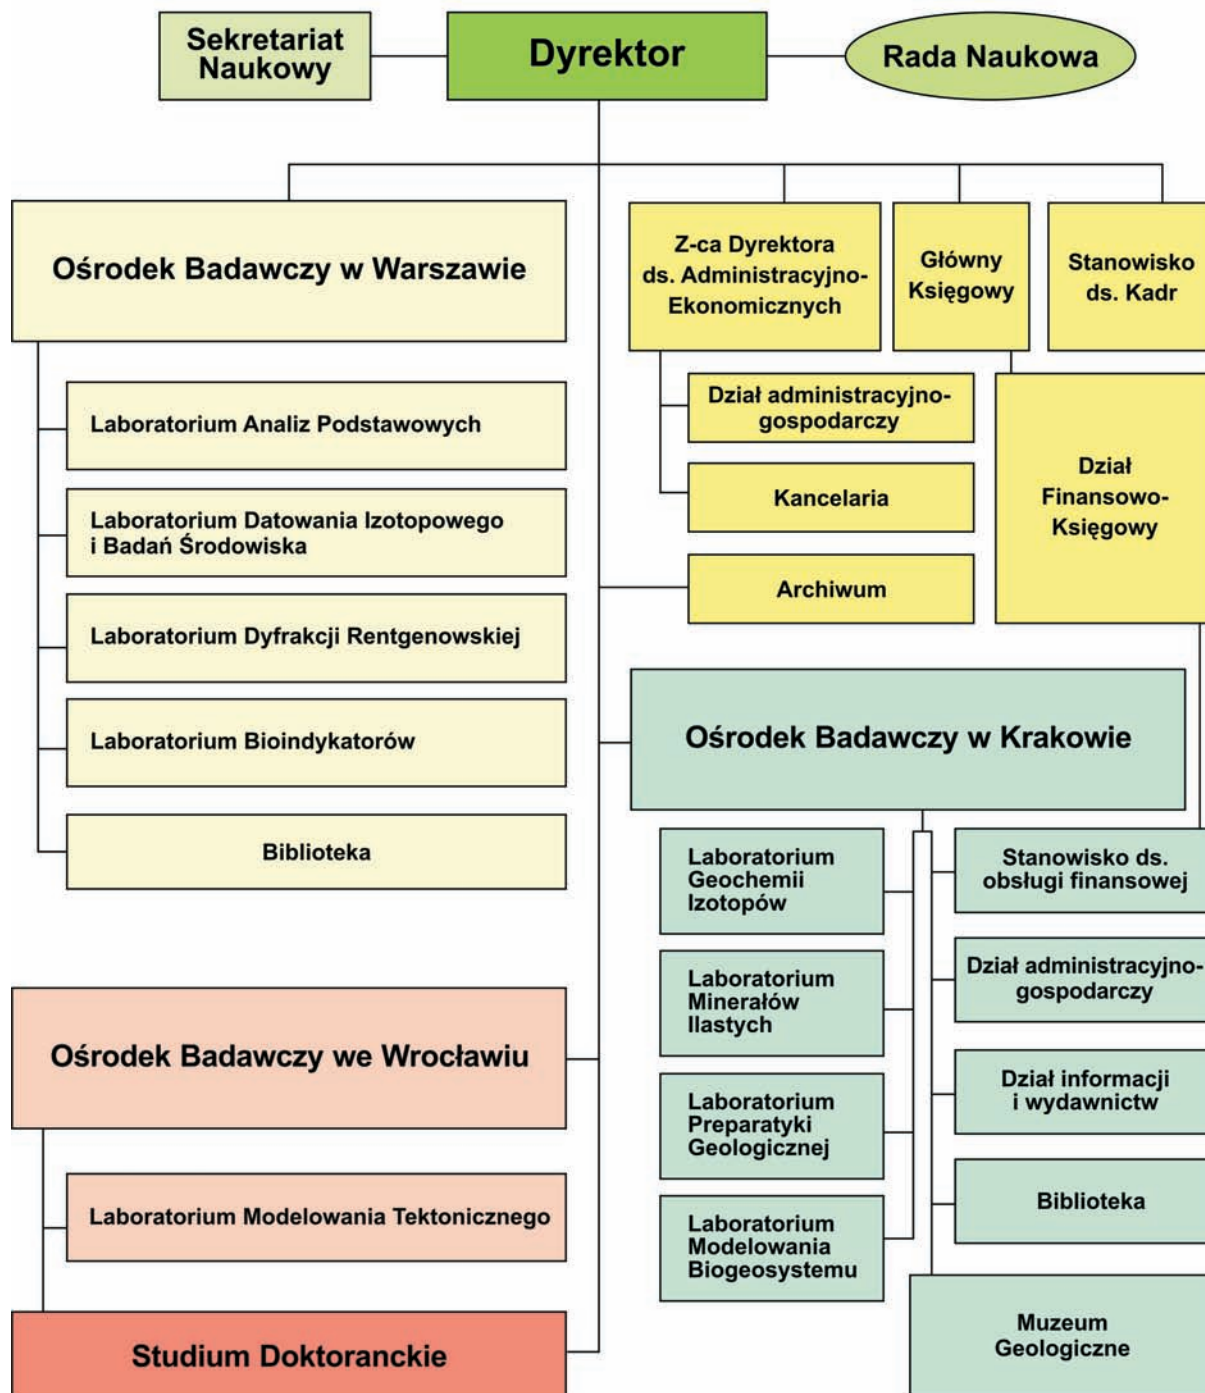 Sekretariat
Naukowy
Dyrektor
Rada Naukowa
Ośrodek Badawczy w Warszawie
Z-ca Dyrektora
ds. Administracyjno-
Ekonomicznych
Główny
Księgowy
Stanowisko
ds. Kadr
Laboratorium Analiz Podstawowych
Laboratorium Datowania Izotopowego
i Badań Środowiska
Laboratorium Dyfrakcji Rentgenowskiej
Laboratorium Bioindykatorów
Biblioteka
Dział administracyjno-
gospodarczy
Kancelaria
Archiwum
Dział
Finansowo-
Księgowy
Ośrodek Badawczy w Krakowie
Laboratorium
Geochemii
Izotopów
Laboratorium
Minerałów
Ilastych
Laboratorium
Preparatyki
Geologicznej
Laboratorium
Modelowania
Biogeosystemu
Stanowisko ds.
obsługi finansowej
Dział administracyjno-
gospodarczy
Dział informacji
i wydawnictw
Biblioteka
Muzeum
Geologiczne
Ośrodek Badawczy we Wrocławiu
Laboratorium Modelowania Tektonicznego
Studium Doktoranckie